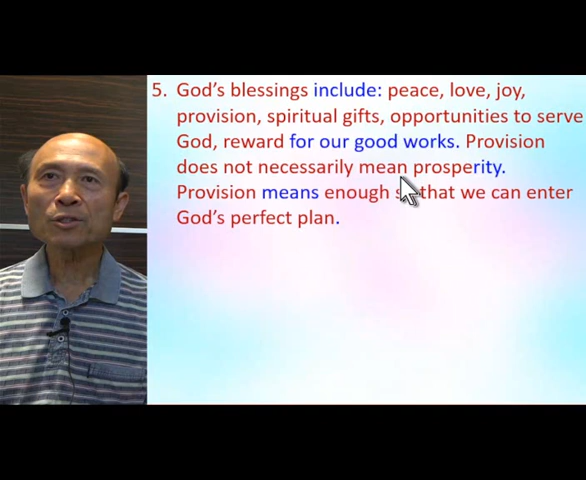 5. God's blessings include: peace, love, joy,
provision, spiritual gifts, opportunities to serve
God, reward for our good works. Provision
does not necessarily mean prosperity.
Provision means enough so that we can enter
God's perfect plan.